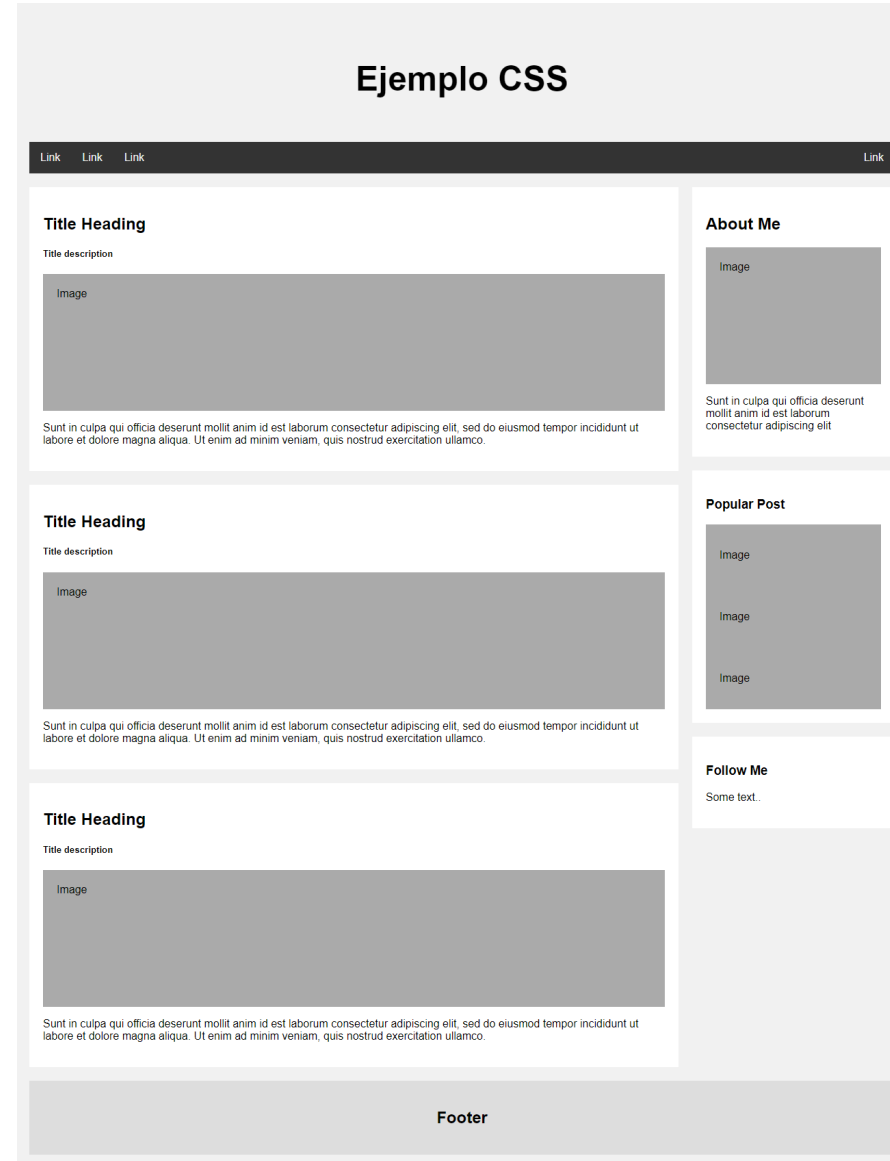 Ejemplo CSS
Link Link Link Link
Title Heading
Title description
Image
Sunt in culpa qui officia deserunt mollit anim id est laborum consectetur adipiscing elit, sed do eiusmod tempor incididunt ut
labore et dolore magna aliqua. Ut enim ad minim veniam, quis nostrud exercitation ullamco.
Title Heading
Title description
Image
Sunt in culpa qui officia deserunt mollit anim id est laborum consectetur adipiscing elit, sed do eiusmod tempor incididunt ut
labore et dolore magna aliqua. Ut enim ad minim veniam, quis nostrud exercitation ullamco.
Title Heading
Title description
Image
Sunt in culpa qui officia deserunt mollit anim id est laborum consectetur adipiscing elit, sed do eiusmod tempor incididunt ut
labore et dolore magna aliqua. Ut enim ad minim veniam, quis nostrud exercitation ullamco.
About Me
Image
Sunt in culpa qui officia deserunt
mollit anim id est laborum
consectetur adipiscing elit
Popular Post
Image
Image
Image
Follow Me
Some text..
Footer